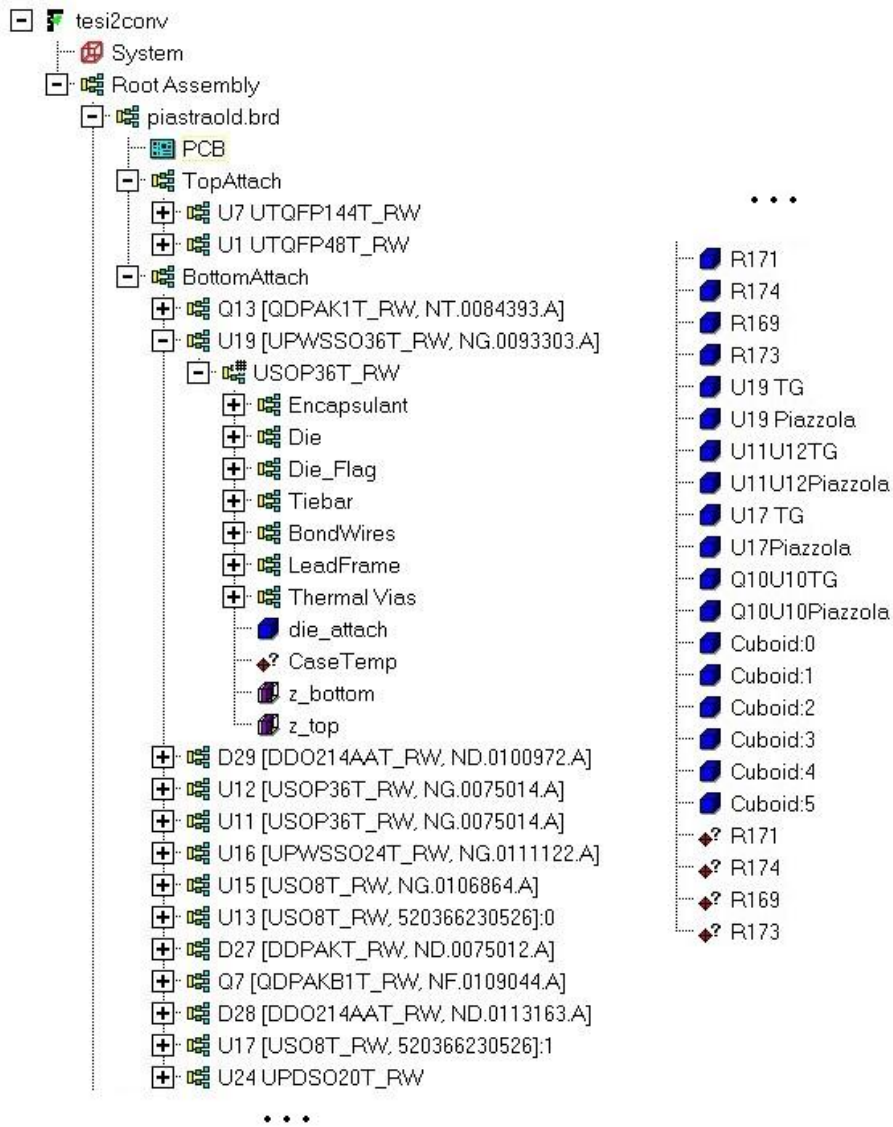 tesi2conv
System
Root Assembly
piastraold.brd
PCB
TopAttach
U7 UTQFP144T_RW
U1 UTQFP48T_RW
BottomAttach
Q13 [QDPAK1T_RW, NT.0084393.A]
U19 [UPWSSO36T_RW, NG.0093303.A]
USOP36T_RW
Encapsulant
Die
Die_Flag
Tiebar
BondWires
LeadFrame
Thermal Vias
die_attach
CaseTemp
z_bottom
z_top
D29 [DDO214AAT_RW, ND.0100972.A]
U12 [USOP36T_RW, NG.0075014.A]
U11 [USOP36T_RW, NG.0075014.A]
U16 [UPWSSO24T_RW, NG.0111122.A]
U15 [USO8T_RW, NG.0106864.A]
U13 [USO8T_RW, 520366230526]:0
D27 [DDPAKT_RW, ND.0075012.A]
Q7 [QDPAKB1T_RW, NF.0109044.A]
D28 [DDO214AAT_RW, ND.0113163.A]
U17 [USO8T_RW, 520366230526]:1
U24 UPDSO20T_RW
...
...
R171
R174
R169
R173
U19 TG
U19 Piazzola
U11U12TG
U11U12Piazzola
U17 TG
U17Piazzola
Q10U10TG
Q10U10Piazzola
Cuboid:0
Cuboid:1
Cuboid:2
Cuboid:3
Cuboid:4
Cuboid:5
R171
R174
R169
R173